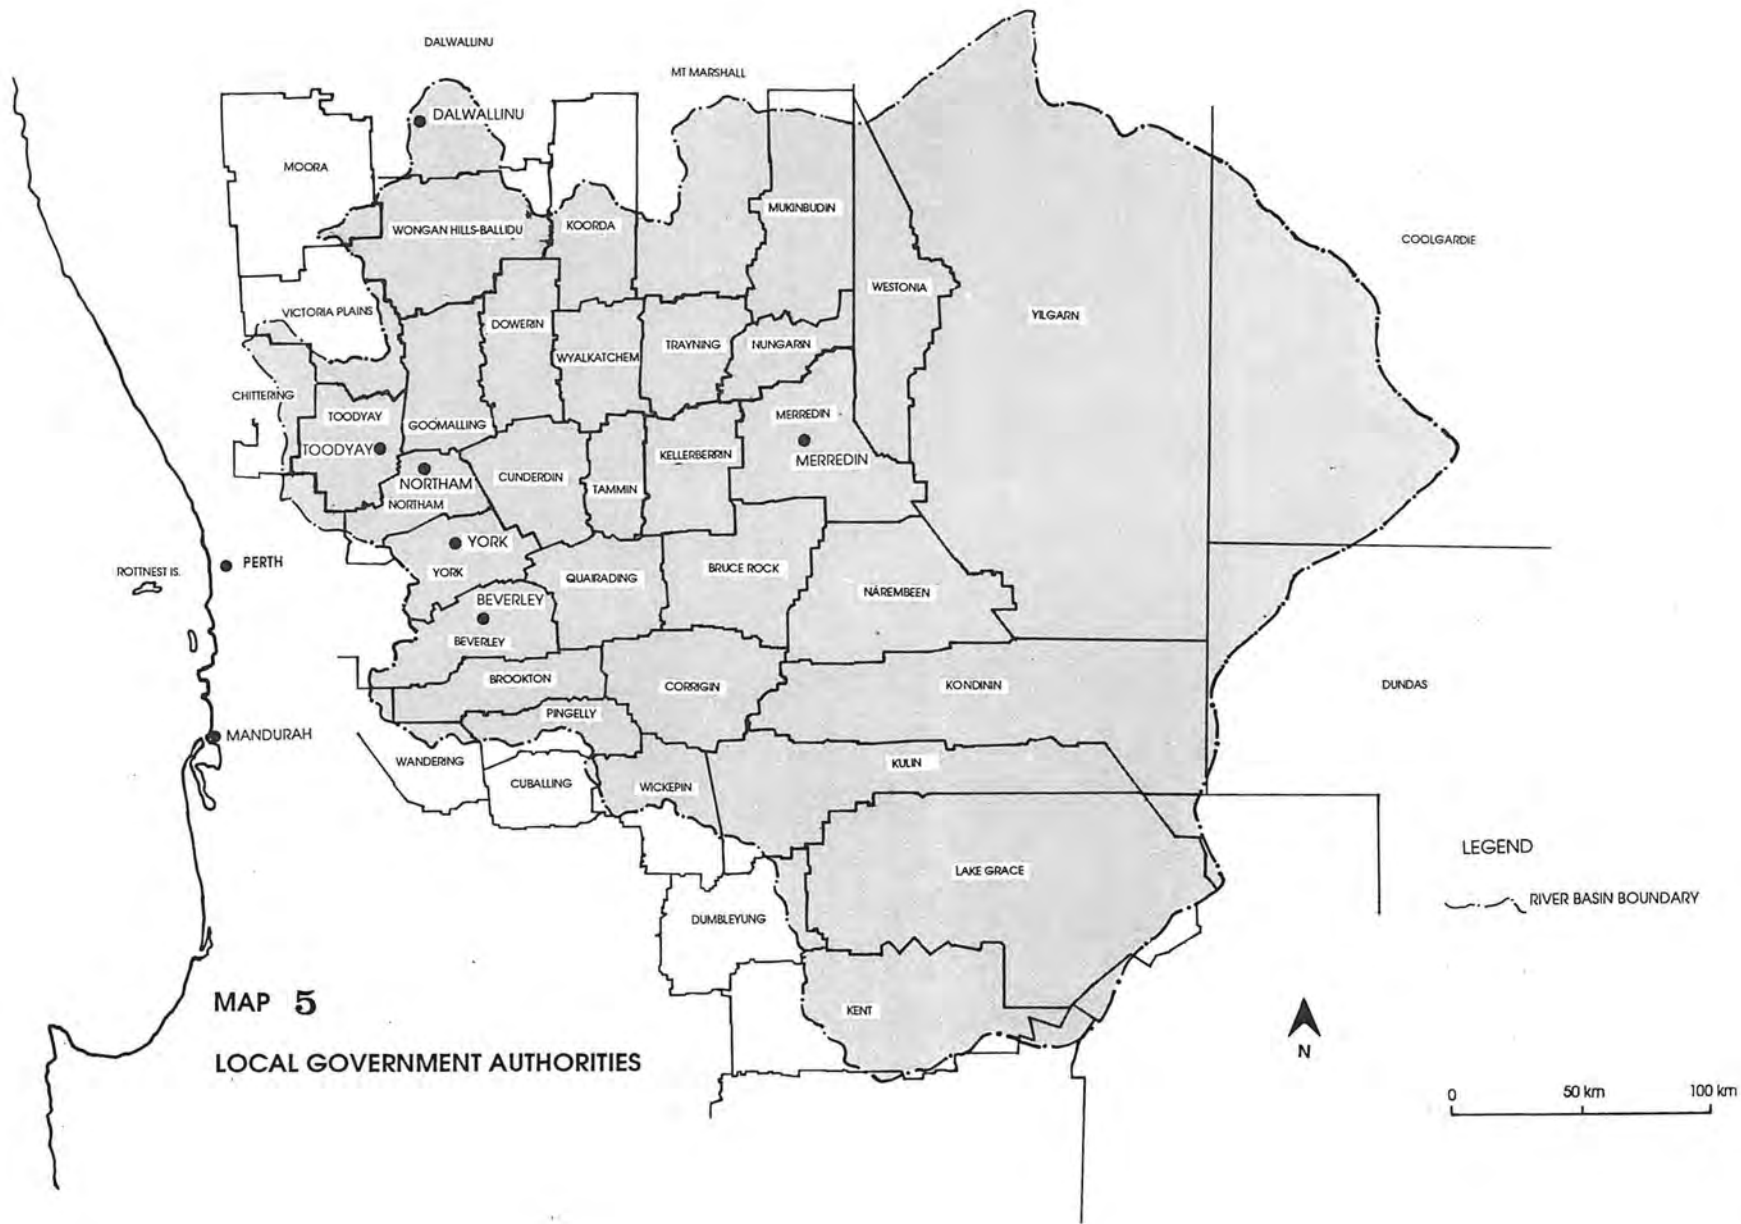 DALWALLINU
MT MARSHALL
DALWALLINU
MOORA
MUKINBUDIN
WONGAN HILLS-BALLIDU
KOORDA
COOLGARDIE
WESTONIA
VICTORIA PLAINS
YILGARN
DOWERIN
TRAYNING
NUNGARIN
WYALKATCHEM
CHITTERING
TOODYAY
MERREDIN
GOOMALLING
TOODYAY
KELLERBERRIN
MERREDIN
CUNDERDIN
NORTHAM
TAMMIN
NORTHAM
YORK
PERTH
ROTTNEST IS.
YORK
QUAIRADING
BRUCE ROCK
NAREMBEEN
BEVERLEY
BEVERLEY
BROOKTON
CORRIGIN
KONDININ
DUNDAS
PINGELLY
MANDURAH
WANDERING
KULIN
CUBALLING
WICKEPIN
LEGEND
LAKE GRACE
RIVER BASIN BOUNDARY
DUMBLEYUNG
MAP 5
KENT
LOCAL GOVERNMENT AUTHORITIES
N
0 50 km 100 km